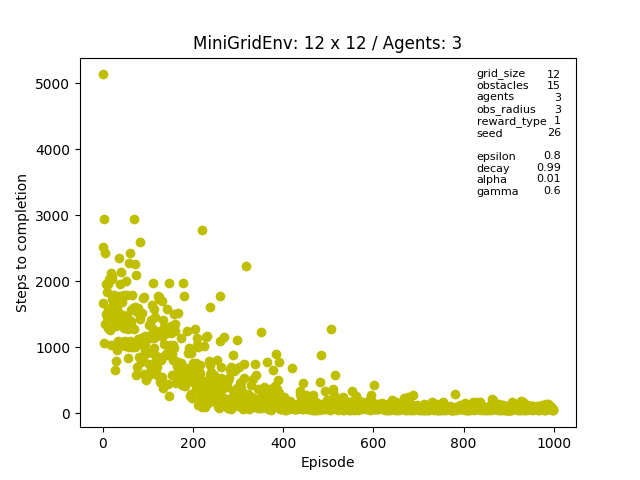 MiniGridEnv: 12 x 12 / Agents: 3
grid_size 12
obstacles 15
agents 3
obs_radius 3
reward_type 1
seed 26
epsilon 0.8
decay 0.99
alpha 0.01
gamma 0.6
Steps to completion
5000
4000
3000
2000
1000
0
0 200 400 600 800 1000
Episode